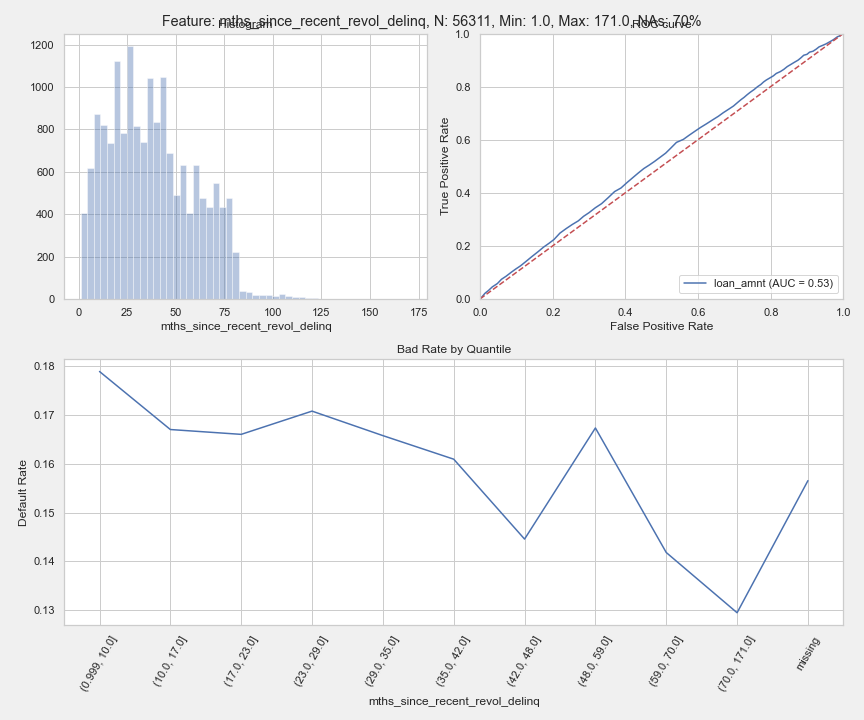 Feature: mths_since_recent_revol_delinq, N: 56311, Min: 1.0, Max: 171.0, NAs: 70%
Histogram
ROC curve
1200
1000
800
600
400
200
0
0 25 50 75 100 125 150 175
mths_since_recent_revol_delinq
True Positive Rate
1.0
0.8
0.6
0.4
0.2
0.0
loan_amnt (AUC = 0.53)
0.0 0.2 0.4 0.6 0.8 1.0
False Positive Rate
Bad Rate by Quantile
Default Rate
0.18
0.17
0.16
0.15
0.14
0.13
(0.999, 10.0]
(10.0, 17.0]
(17.0, 23.0]
(23.0, 29.0]
(29.0, 35.0]
(35.0, 42.0]
(42.0, 48.0]
(48.0, 59.0]
(59.0, 70.0]
(70.0, 171.0]
missing
mths_since_recent_revol_delinq